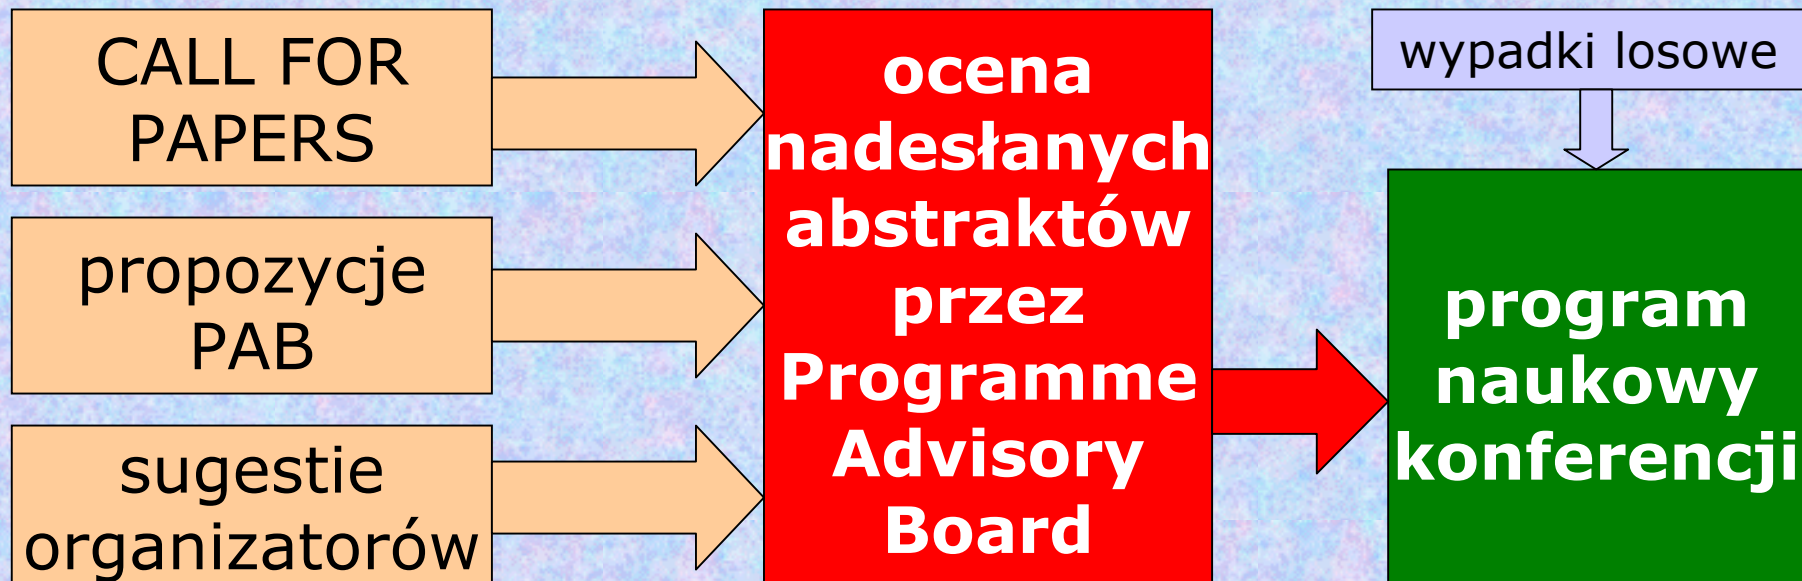 CALL FOR
PAPERS
propozycje
PAB
sugestie
organizatorów
ocena
nadesłanych
abstraktów
przez
Programme
Advisory
Board
wypadki losowe
program
naukowy
konferencji